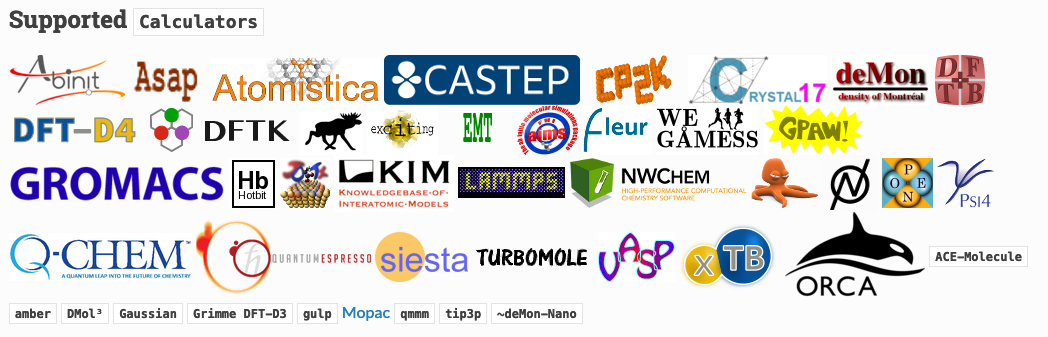 Supported Calculators
Abinit Asap Atomistica CASTEP CP2K CRYSTAL17 deMon density of Montréal DFTB
DFT-D4 DFTK exciting EMT aims Fleur WE GAMESS GPAW!
GROMACS Hb Hotbit KIM KNOWLEDGEBASE-OF-INTERATOMIC-MODELS LAMMPS NWCHEM HIGH-PERFORMANCE COMPUTATIONAL CHEMISTRY SOFTWARE OPEN PSI4
Q-CHEM™ A QUANTUM LEAP INTO THE FUTURE OF CHEMISTRY QUANTUMESPRESSO siesta TURBOMOLE VASP xTB ORCA ACE-Molecule
amber DMol³ Gaussian Grimme DFT-D3 gulp Mopac qmmm tip3p ~deMon-Nano